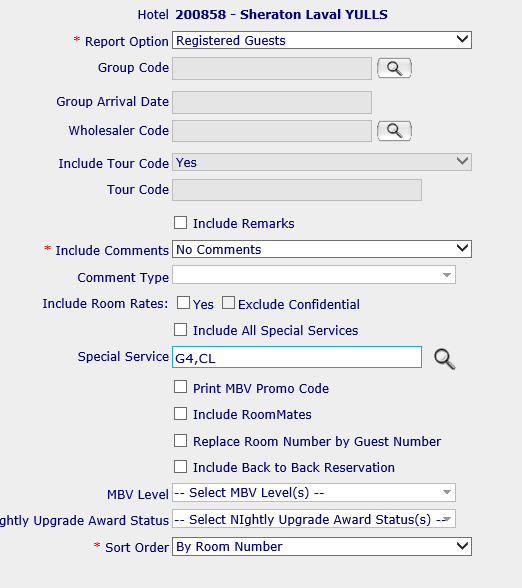 Hotel 200858 - Sheraton Laval YULLS
* Report Option Registered Guests
Group Code
Group Arrival Date
Wholesaler Code
Include Tour Code Yes
Tour Code
Include Remarks
* Include Comments No Comments
Comment Type
Include Room Rates: Yes Exclude Confidential
Include All Special Services
Special Service G4,CL
Print MBV Promo Code
Include RoomMates
Replace Room Number by Guest Number
Include Back to Back Reservation
MBV Level -- Select MBV Level(s) --
ghtly Upgrade Award Status -- Select NIghtly Upgrade Award Status(s) --
* Sort Order By Room Number